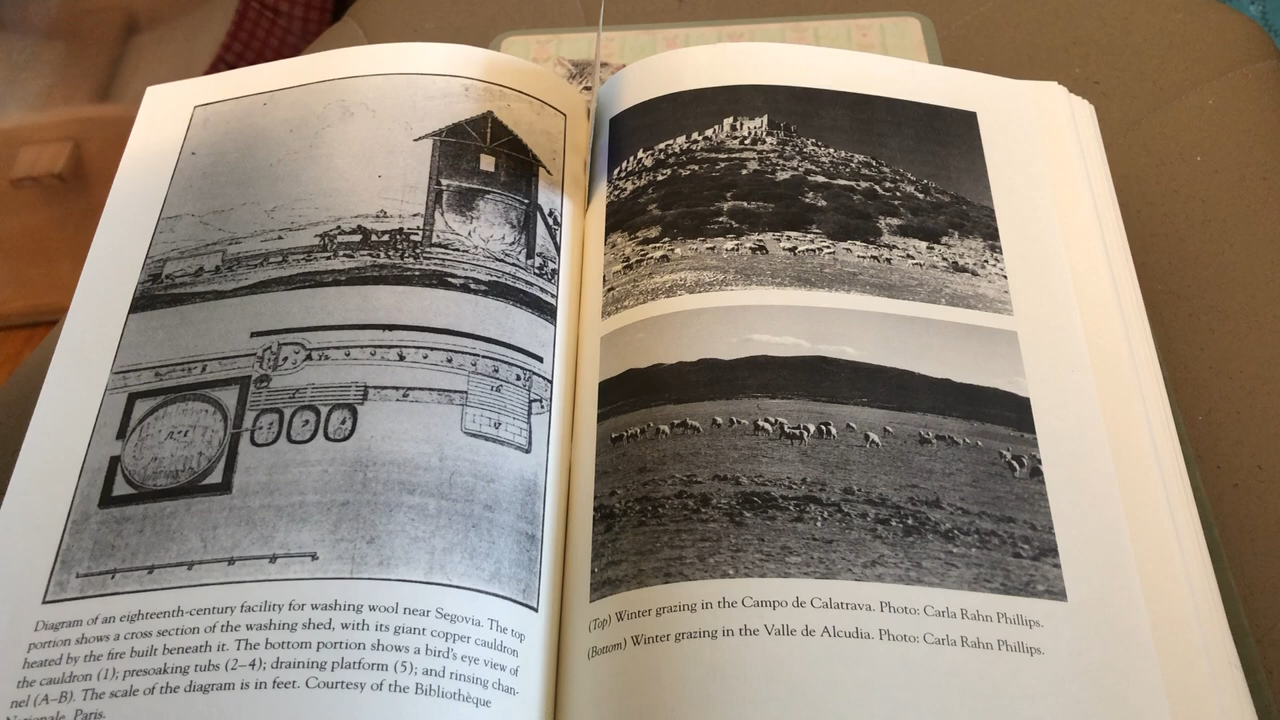 Diagram of an eighteenth-century facility for washing wool near Segovia. The top
portion shows a cross section of the washing shed, with its giant copper cauldron
heated by the fire built beneath it. The bottom portion shows a bird's eye view of
the cauldron (1); presoaking tubs (2–4); draining platform (5); and rinsing chan-
nel (A–B). The scale of the diagram is in feet. Courtesy of the Bibliothèque
Nationale, Paris.
(Top) Winter grazing in the Campo de Calatrava. Photo: Carla Rahn Phillips.
(Bottom) Winter grazing in the Valle de Alcudia. Photo: Carla Rahn Phillips.